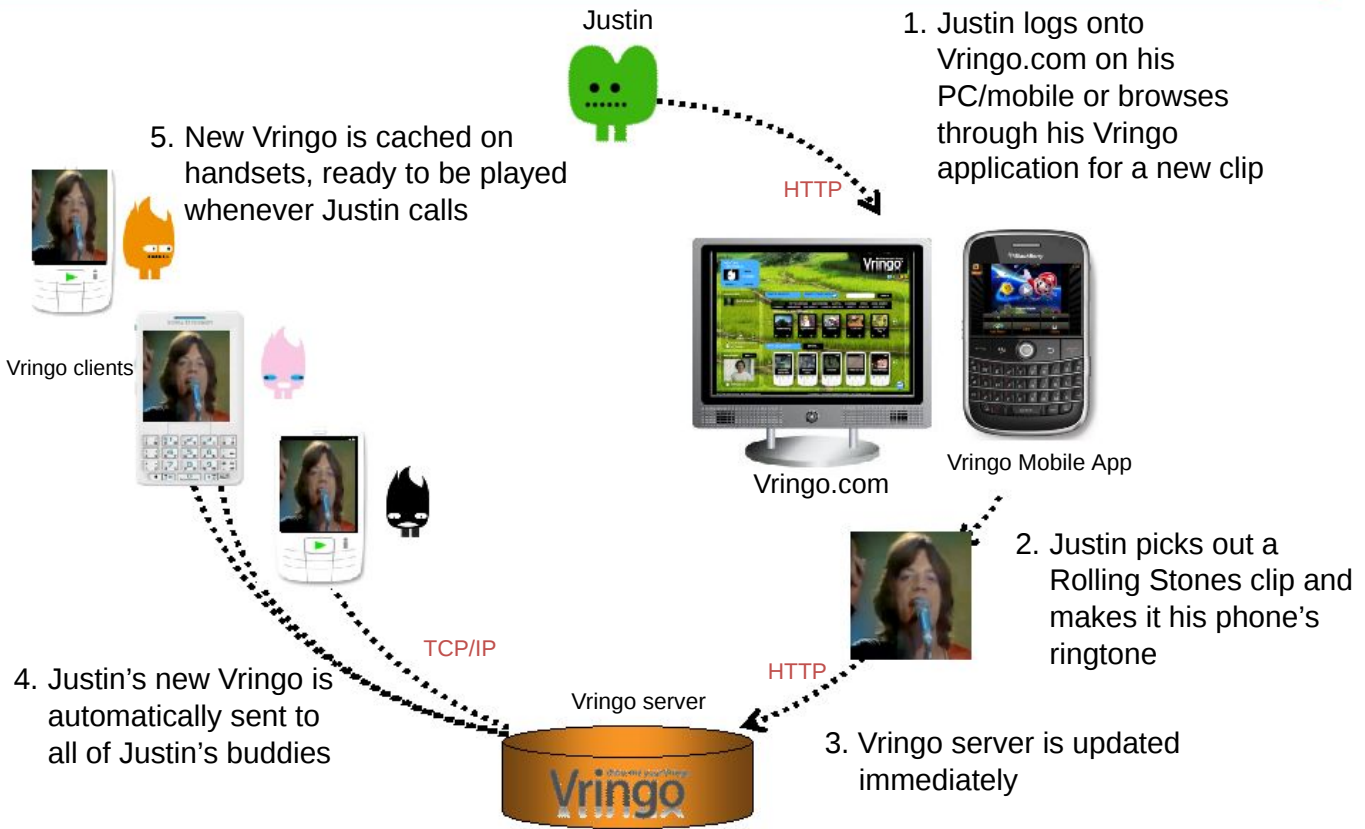 Justin
1. Justin logs onto
Vringo.com on his
PC/mobile or browses
through his Vringo
application for a new clip
5. New Vringo is cached on
handsets, ready to be played
whenever Justin calls
HTTP
Vringo
Vringo clients
Vringo.com
Vringo Mobile App
2. Justin picks out a
Rolling Stones clip and
makes it his phone’s
ringtone
TCP/IP
HTTP
4. Justin’s new Vringo is
automatically sent to
all of Justin’s buddies
Vringo server
3. Vringo server is updated
immediately
Vringo